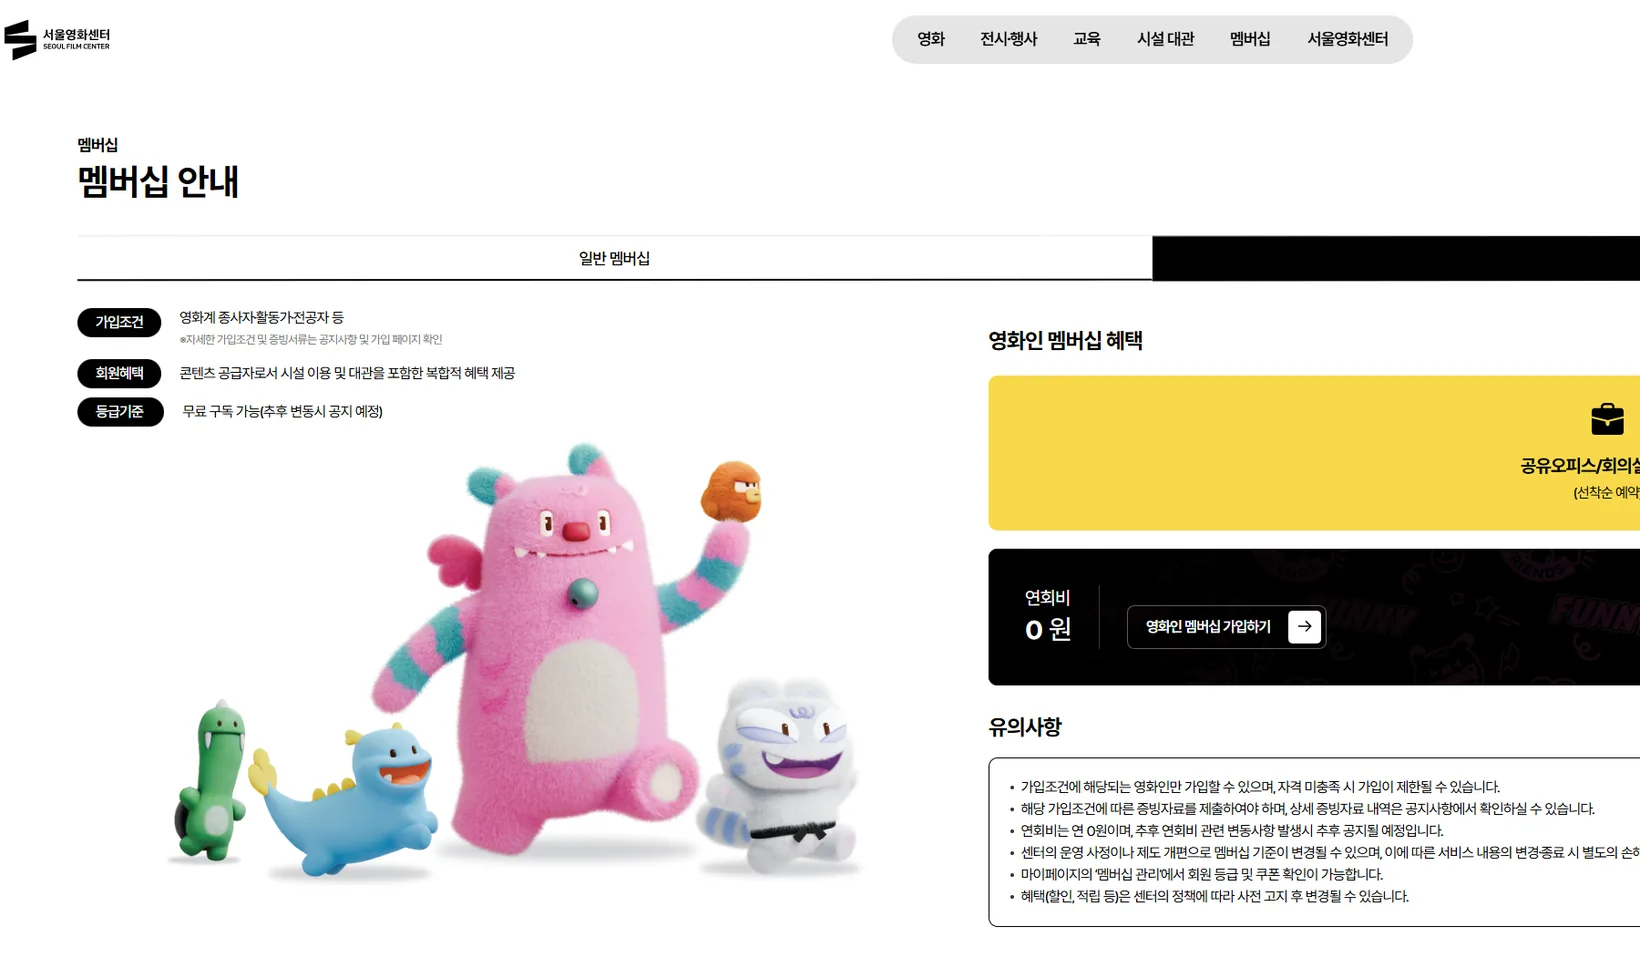 서울영화센터
SEOUL FILM CENTER
영화
전시·행사
교육
시설 대관
멤버십
서울영화센터
멤버십
멤버십 안내
일반 멤버십
가입조건
영화계 종사자·활동가·전공자 등
※자세한 가입조건 및 증빙서류는 공지사항 및 가입 페이지 확인
회원혜택
콘텐츠 공급자로서 시설 이용 및 대관을 포함한 복합적 혜택 제공
등급기준
무료 구독 가능(추후 변동시 공지 예정)
영화인 멤버십 혜택
공유오피스/회의실
(선착순 예약)
연회비
0 원
영화인 멤버십 가입하기
FUNNY
FUNN
RIENDS
유의사항
• 가입조건에 해당되는 영화인만 가입할 수 있으며, 자격 미충족 시 가입이 제한될 수 있습니다.
• 해당 가입조건에 따른 증빙자료를 제출하여야 하며, 상세 증빙자료 내역은 공지사항에서 확인하실 수 있습니다.
• 연회비는 연 0원이며, 추후 연회비 관련 변동사항 발생시 추후 공지될 예정입니다.
• 센터의 운영 사정이나 제도 개편으로 멤버십 기준이 변경될 수 있으며, 이에 따른 서비스 내용의 변경·종료 시 별도의
• 마이페이지의 '멤버십 관리'에서 회원 등급 및 쿠폰 확인이 가능합니다.
• 혜택(할인, 적립 등)은 센터의 정책에 따라 사전 고지 후 변경될 수 있습니다.